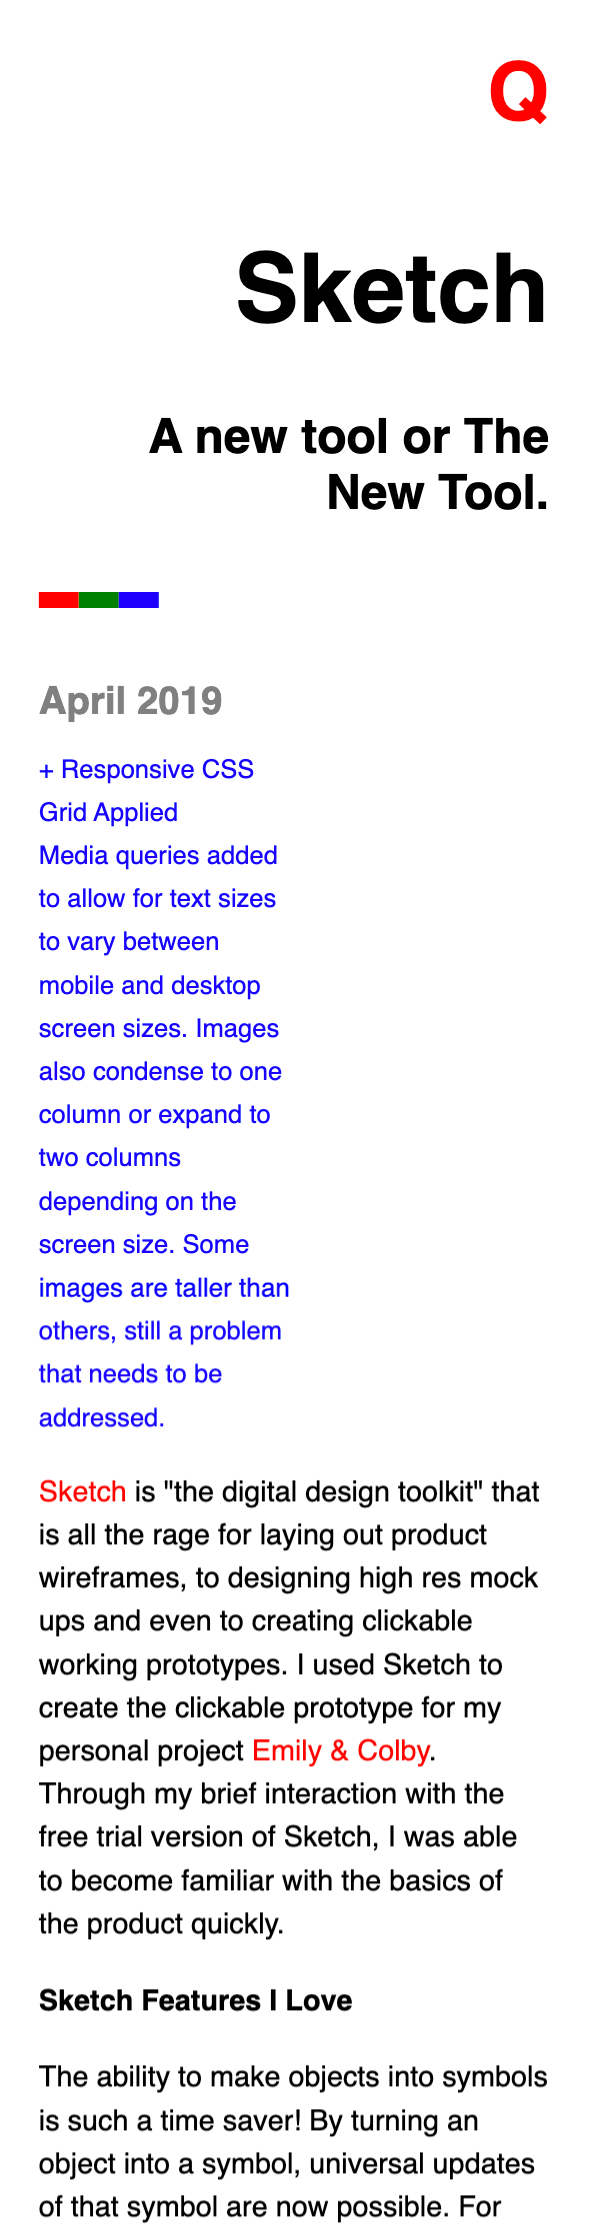 Q
Sketch
A new tool or The
New Tool.
April 2019
+ Responsive CSS
Grid Applied
Media queries added
to allow for text sizes
to vary between
mobile and desktop
screen sizes. Images
also condense to one
column or expand to
two columns
depending on the
screen size. Some
images are taller than
others, still a problem
that needs to be
addressed.
Sketch is "the digital design toolkit" that
is all the rage for laying out product
wireframes, to designing high res mock
ups and even to creating clickable
working prototypes. I used Sketch to
create the clickable prototype for my
personal project Emily & Colby.
Through my brief interaction with the
free trial version of Sketch, I was able
to become familiar with the basics of
the product quickly.
Sketch Features I Love
The ability to make objects into symbols
is such a time saver! By turning an
object into a symbol, universal updates
of that symbol are now possible. For